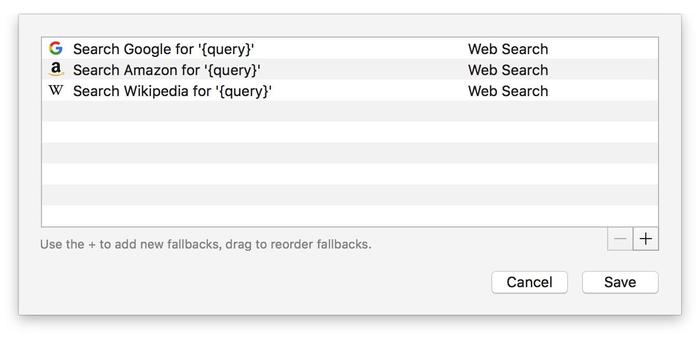 Search Google for '{query}' Web Search
Search Amazon for '{query}' Web Search
Search Wikipedia for '{query}' Web Search
Use the + to add new fallbacks, drag to reorder fallbacks.
Cancel Save